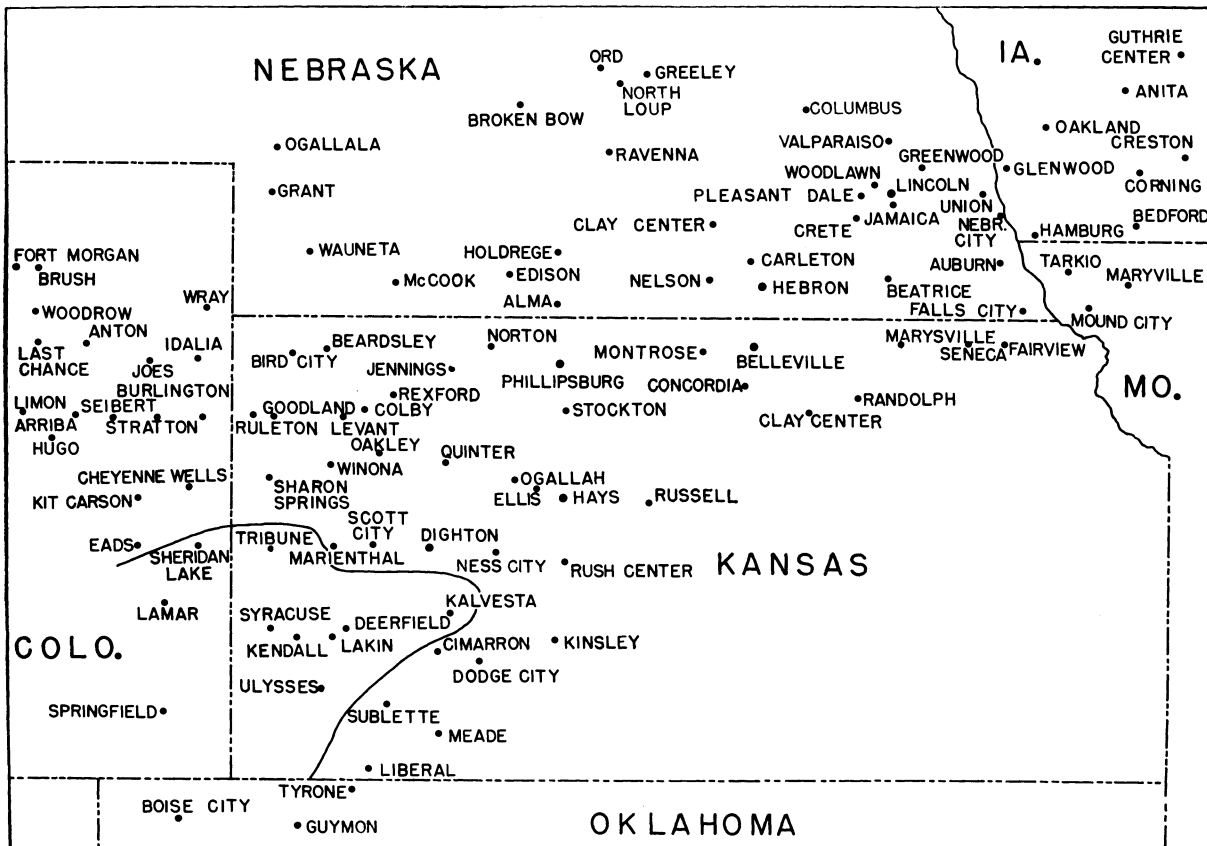 GUTHRIE
CENTER
IA.
ORD
NEBRASKA
GREELEY
NORTH
LOUP
ANITA
BROKEN BOW
COLUMBUS
OAKLAND
CRESTON
OGALLALA
VALPARAISO
RAVENNA
GREENWOOD
GLENWOOD
WOODLAWN
CORNING
GRANT
PLEASANT DALE
LINCOLN
UNION
JAMAICA
BEDFORD
CLAY CENTER
CRETE
NEBR.
CITY
HAMBURG
WAUNETA
HOLDREGE
FORT MORGAN
BRUSH
CARLETON
AUBURN
TARKIO
EDISON
MARYVILLE
McCOOK
NELSON
HEBRON
BEATRICE
WRAY
ALMA
FALLS CITY
WOODROW
MOUND CITY
ANTON
NORTON
MARYSVILLE
BEARDSLEY
IDALIA
LAST
CHANCE
BIRD CITY
MONTROSE
SENECA
FAIRVIEW
BELLEVILLE
JOES
JENNINGS
PHILLIPSBURG
CONCORDIA
MO.
BURLINGTON
REXFORD
LIMON
SEIBERT
GOODLAND
COLBY
STOCKTON
RANDOLPH
ARRIBA
STRATTON
RULETON
LEVANT
CLAY CENTER
HUGO
OAKLEY
QUINTER
WINONA
CHEYENNE WELLS
OGALLAH
SHARON
SPRINGS
KIT CARSON
ELLIS
HAYS
RUSSELL
SCOTT
CITY
EADS
TRIBUNE
DIGHTON
SHERIDAN
LAKE
MARIENTHAL
NESS CITY
RUSH CENTER
KANSAS
LAMAR
KALVESTA
SYRACUSE
DEERFIELD
COLO.
KENDALL
LAKIN
CIMARRON
KINSLEY
DODGE CITY
ULYSSES
SPRINGFIELD
SUBLETTE
MEADE
LIBERAL
TYRONE
BOISE CITY
GUYMON
OKLAHOMA